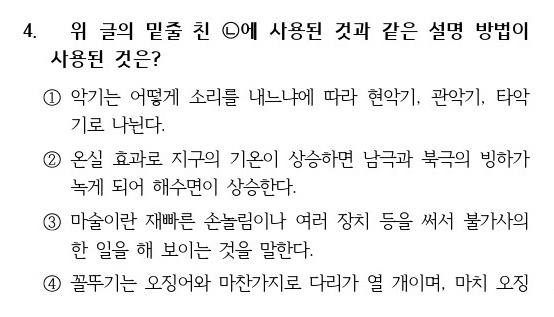 4. 위 글의 밑줄 친 ㉡에 사용된 것과 같은 설명 방법이
사용된 것은?
① 악기는 어떻게 소리를 내느냐에 따라 현악기, 관악기, 타악
기로 나뉜다.
② 온실 효과로 지구의 기온이 상승하면 남극과 북극의 빙하가
녹게 되어 해수면이 상승한다.
③ 마술이란 재빠른 손놀림이나 여러 장치 등을 써서 불가사의
한 일을 해 보이는 것을 말한다.
④ 꼴뚜기는 오징어와 마찬가지로 다리가 열 개이며, 마치 오징